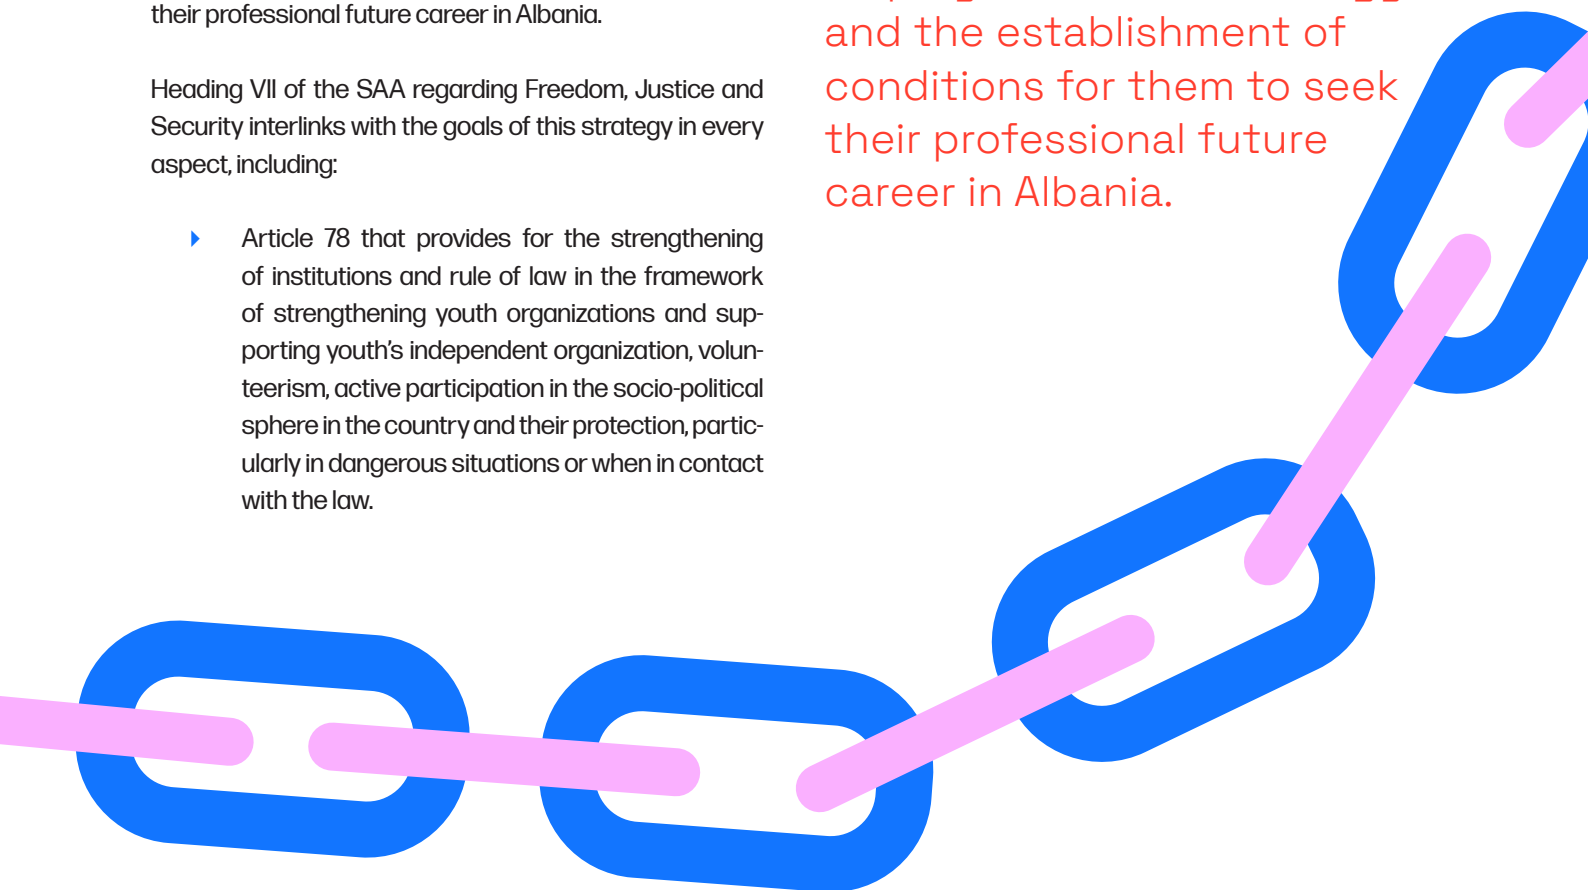 their professional future career in Albania.
Heading VII of the SAA regarding Freedom, Justice and
Security interlinks with the goals of this strategy in every
aspect, including:
Article 78 that provides for the strengthening
of institutions and rule of law in the framework
of strengthening youth organizations and sup-
porting youth's independent organization, volun-
teerism, active participation in the socio-political
sphere in the country and their protection, partic-
ularly in dangerous situations or when in contact
with the law.
and the establishment of
conditions for them to seek
their professional future
career in Albania.